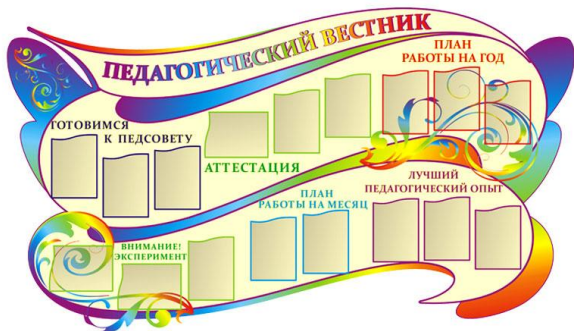 ПЕДАГОГИЧЕСКИЙ ВЕСТНИК
ПЛАН
РАБОТЫ НА ГОД
ГОТОВИМСЯ
К ПЕДСОВЕТУ
АТТЕСТАЦИЯ
ЛУЧШИЙ
ПЕДАГОГИЧЕСКИЙ ОПЫТ
ПЛАН
РАБОТЫ НА МЕСЯЦ
ВНИМАНИЕ!
ЭКСПЕРИМЕНТ